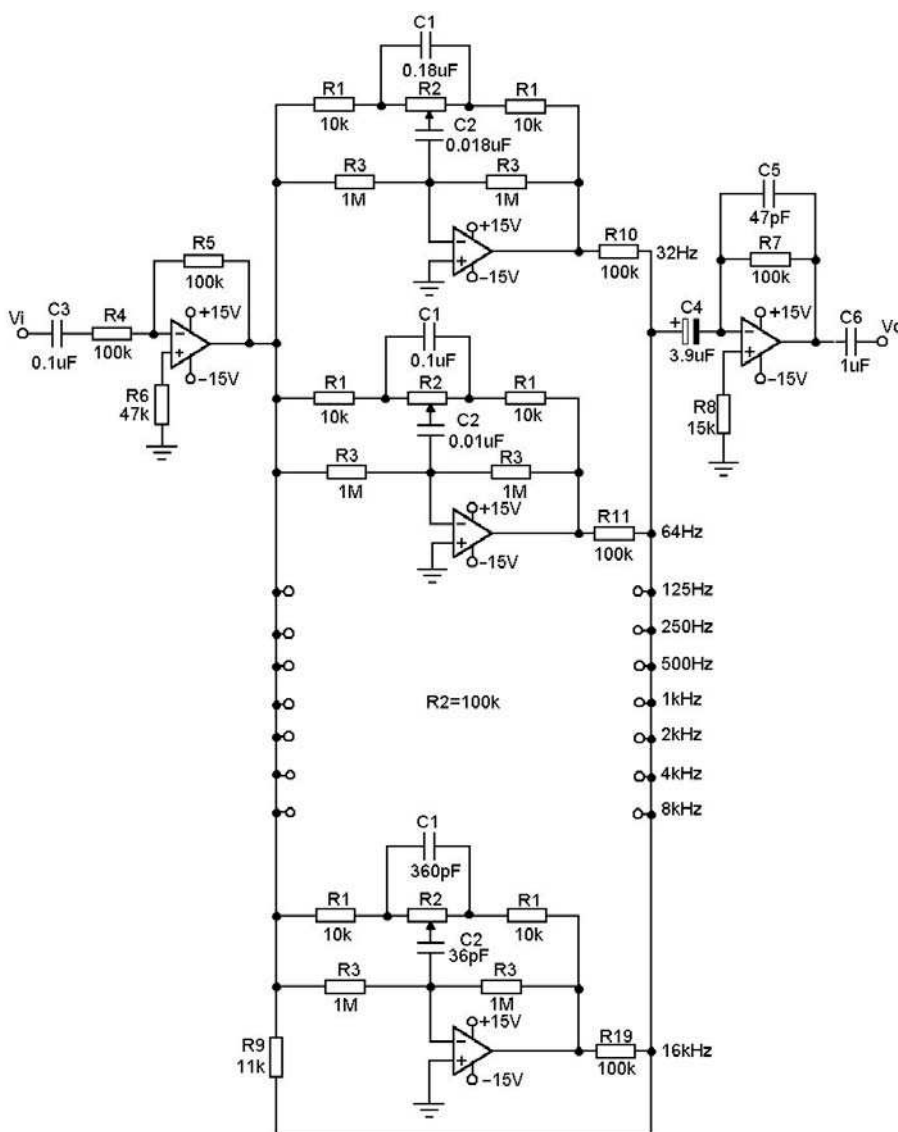 C1
0.18uF
R1
R2
R1
10k
10k
C2
0.018uF
R3
R3
1M
1M
+15V
−15V
R10
100k
32Hz
C5
47pF
R7
100k
R5
100k
Vi
C3
0.1uF
R4
100k
+15V
−15V
R6
47k
C4
3.9uF
+15V
−15V
R8
15k
C6
1uF
Vo
C1
0.1uF
R1
R2
R1
10k
10k
C2
0.01uF
R3
R3
1M
1M
+15V
−15V
R11
100k
64Hz
125Hz
250Hz
500Hz
R2=100k
1kHz
2kHz
4kHz
8kHz
C1
360pF
R1
R2
R1
10k
10k
C2
36pF
R3
R3
1M
1M
+15V
−15V
R9
11k
R19
100k
16kHz